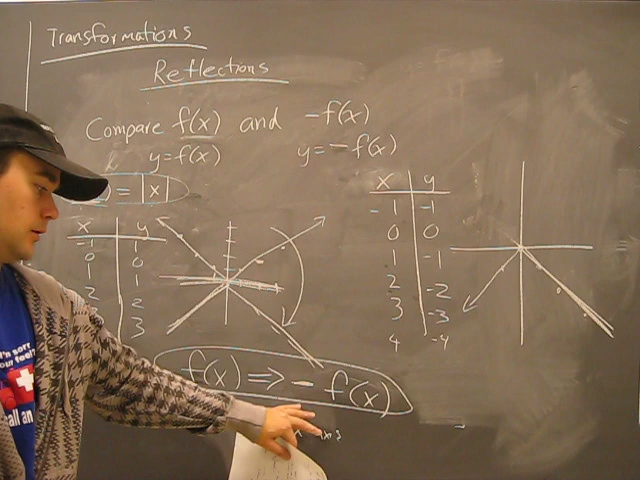 Transformations
Reflections
Compare f(x) and -f(x)
y=f(x) y=-f(x)
= |x|
x y
-1 1
0 0
1 1
2 2
3
x y
-1 -1
0 0
1 -1
2 -2
3 -3
4 -4
f(x) ⇒ - f(x)